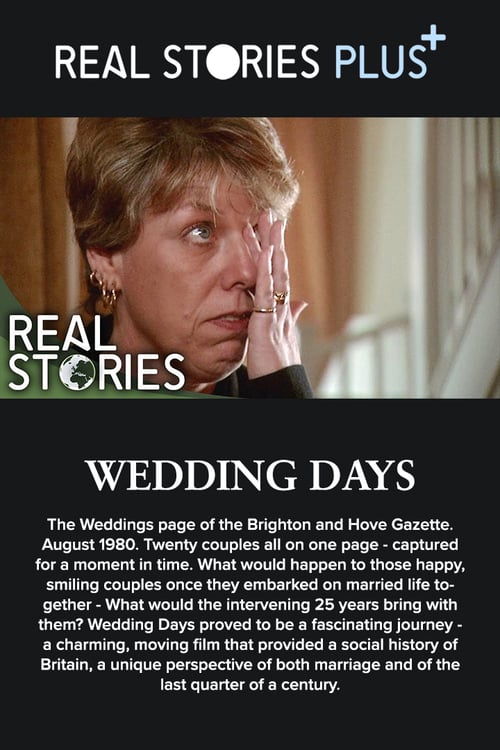 REAL STORIES PLUS+
REAL
STORIES
WEDDING DAYS
The Weddings page of the Brighton and Hove Gazette.
August 1980. Twenty couples all on one page - captured
for a moment in time. What would happen to those happy,
smiling couples once they embarked on married life to-
gether - What would the intervening 25 years bring with
them? Wedding Days proved to be a fascinating journey -
a charming, moving film that provided a social history of
Britain, a unique perspective of both marriage and of the
last quarter of a century.